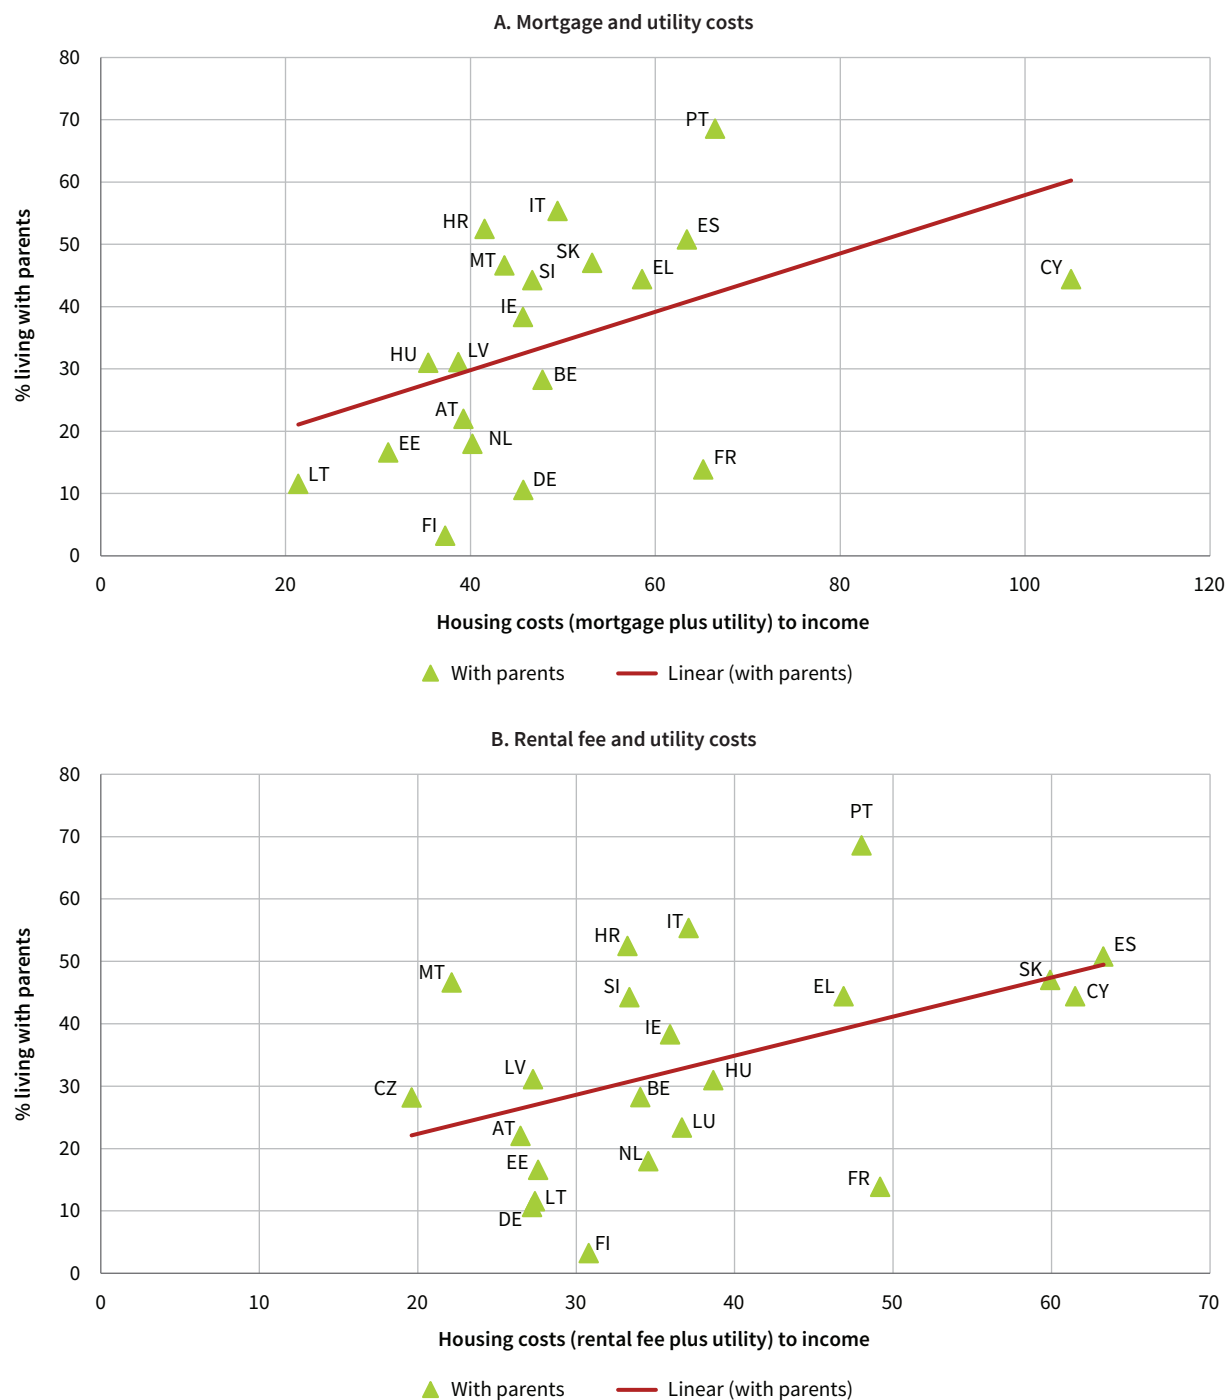 A. Mortgage and utility costs
80
70
60
50
40
30
20
10
0
% living with parents
PT
IT
HR
ES
SK
MT
SI
EL
CY
IE
HU
LV
BE
AT
NL
EE
FR
LT
DE
FI
0 20 40 60 80 100 120
Housing costs (mortgage plus utility) to income
With parents Linear (with parents)
B. Rental fee and utility costs
80
70
60
50
40
30
20
10
0
% living with parents
PT
IT
HR
ES
MT
SK
SI
EL
CY
IE
LV
HU
CZ
BE
AT
LU
EE
NL
FR
LT
DE
FI
0 10 20 30 40 50 60 70
Housing costs (rental fee plus utility) to income
With parents Linear (with parents)